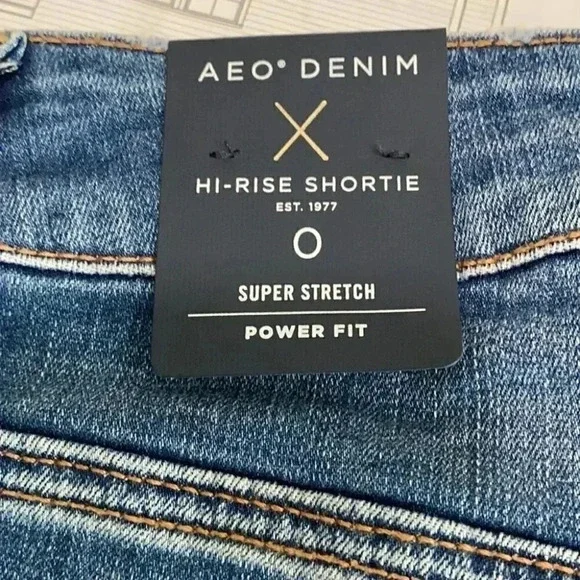 AEO® DENIM
HI-RISE SHORTIE
EST. 1977
0
SUPER STRETCH
POWER FIT